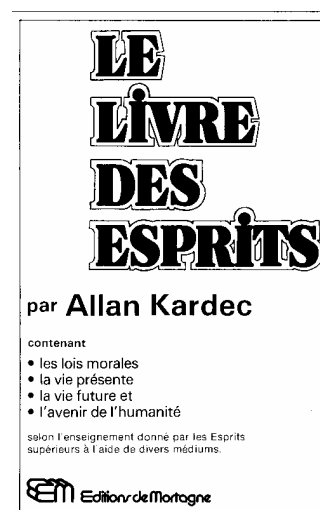 LE
LIVRE
DES
ESPRITS
par Allan Kardec
contenant
• les lois morales
• la vie présente
• la vie future et
• l'avenir de l'humanité
selon l'enseignement donné par les Esprits
supérieurs à l'aide de divers médiums.
Editions de Mortagne